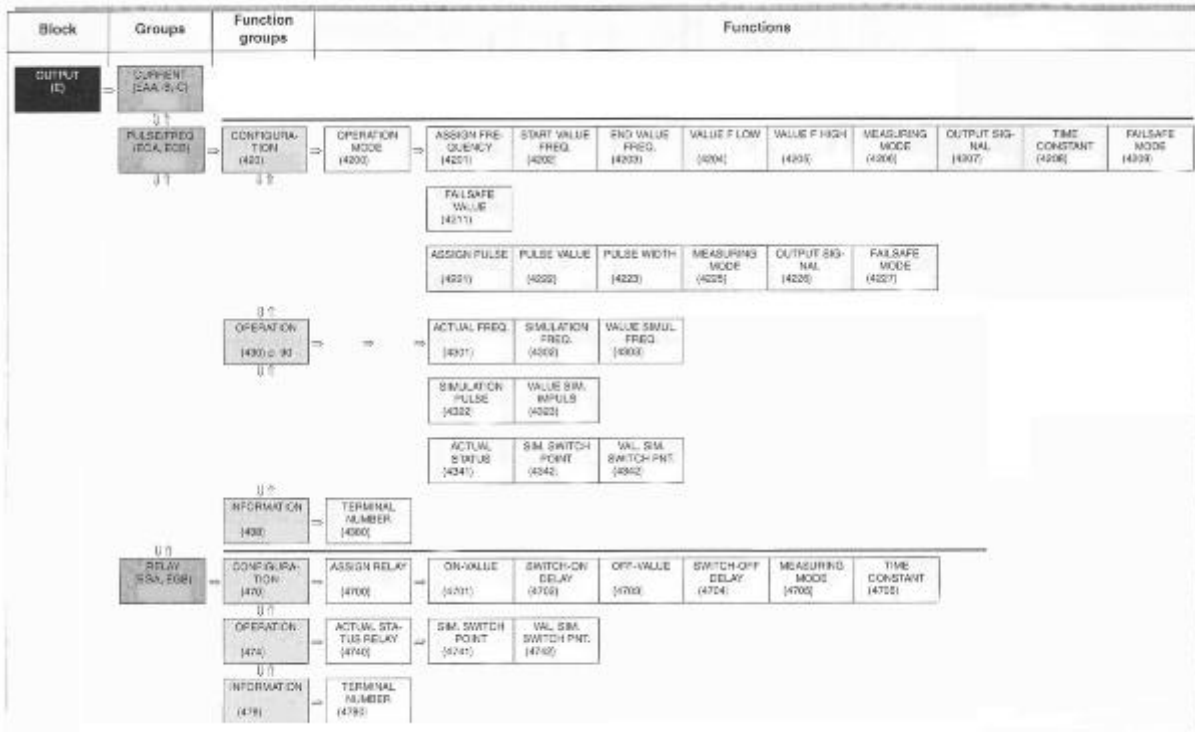 Block
Groups
Function
groups
Functions
OUTPUT
(E)
CURRENT
PULSE/FREQ.
CONFIGURA-
TION
(420)
OPERATION
MODE
(4200)
ASSIGN FRE-
QUENCY
(4201)
START VALUE
FREQ.
(4202)
END VALUE
FREQ.
(4203)
VALUE F LOW
(4204)
VALUE F HIGH
(4205)
MEASURING
MODE
(4206)
OUTPUT SIG-
NAL
(4207)
TIME
CONSTANT
(4208)
FAILSAFE
MODE
(4209)
FAILSAFE
VALUE
(4211)
ASSIGN PULSE
(4221)
PULSE VALUE
(4222)
PULSE WIDTH
(4223)
MEASURING
MODE
(4225)
OUTPUT SIG-
NAL
(4226)
FAILSAFE
MODE
(4227)
OPERATION
(430) p. 90
ACTUAL FREQ.
(4301)
SIMULATION
FREQ.
(4302)
VALUE SIMUL.
FREQ.
(4303)
SIMULATION
PULSE
(4322)
VALUE SIM.
IMPULS
(4323)
ACTUAL
STATUS
(4341)
SIM. SWITCH
POINT
(4342)
VAL. SIM.
SWITCH PNT.
INFORMATION
(438)
TERMINAL
NUMBER
(4380)
RELAY
CONFIGURA-
TION
(470)
ASSIGN RELAY
(4700)
ON-VALUE
(4701)
SWITCH-ON
DELAY
(4702)
OFF-VALUE
(4703)
SWITCH-OFF
DELAY
(4704)
MEASURING
MODE
(4705)
TIME
CONSTANT
OPERATION
(474)
ACTUAL STA-
TUS RELAY
(4740)
SIM. SWITCH
POINT
(4741)
VAL. SIM.
SWITCH PNT.
(4742)
INFORMATION
(478)
TERMINAL
NUMBER
(4780)